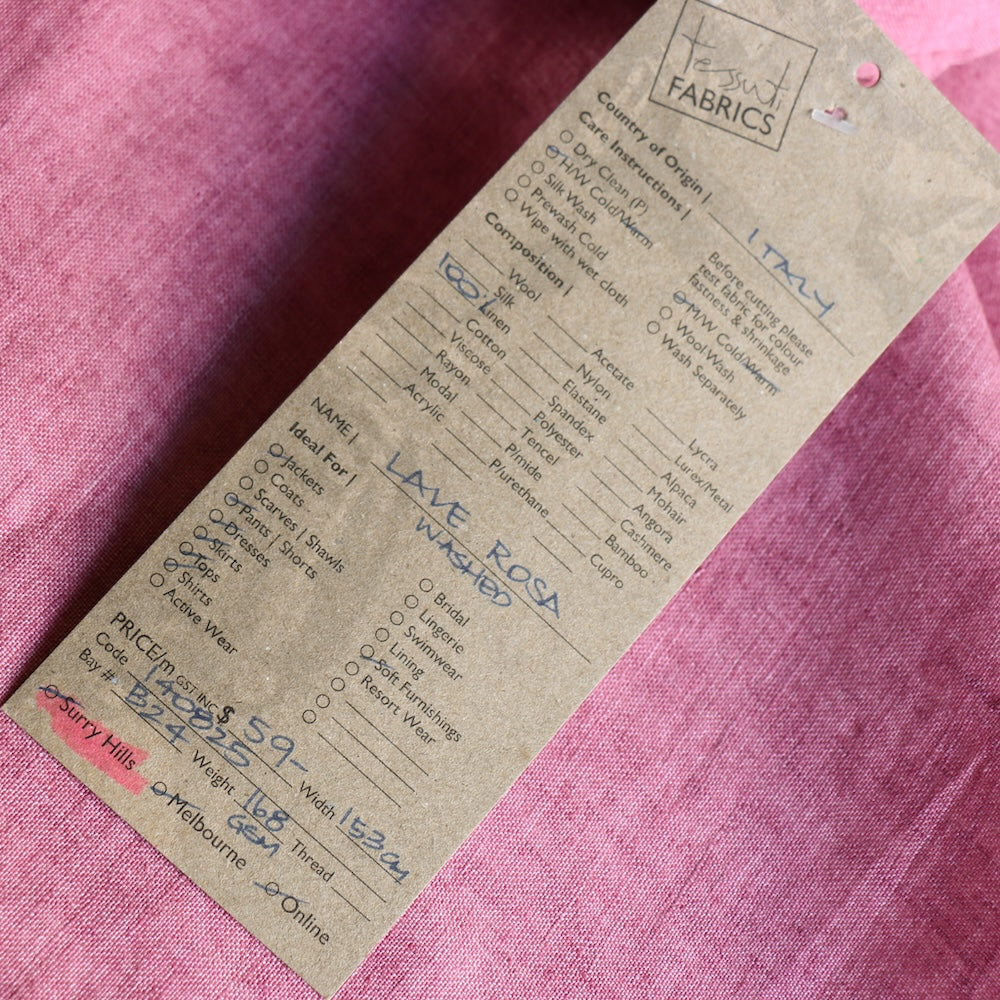 Tessuti
FABRICS
Country of Origin | ITALY
Care Instructions |
Dry Clean (P)
H/W Cold/Warm
Silk Wash
Prewash Cold
Wipe with wet cloth
Before cutting please
test fabric for colour
fastness & shrinkage
M/W Cold/Warm
Wool Wash
Wash Separately
Composition |
Wool
Silk
100% Linen
Cotton
Viscose
Rayon
Modal
Acrylic
Acetate
Nylon
Elastane
Spandex
Polyester
Tencel
P/mide
P/urethane
Lycra
Lurex/Metal
Alpaca
Mohair
Angora
Cashmere
Bamboo
Cupro
NAME | LAVE ROSA
WASHED
Ideal For |
Jackets
Coats
Scarves | Shawls
Pants | Shorts
Dresses
Skirts
Tops
Shirts
Active Wear
Bridal
Lingerie
Swimwear
Lining
Soft Furnishings
Resort Wear
PRICE/m GST INC $ 59-
Code 140825 Width 153cm
Bay # B24 Weight 168 GSM Thread
Surry Hills Melbourne Online